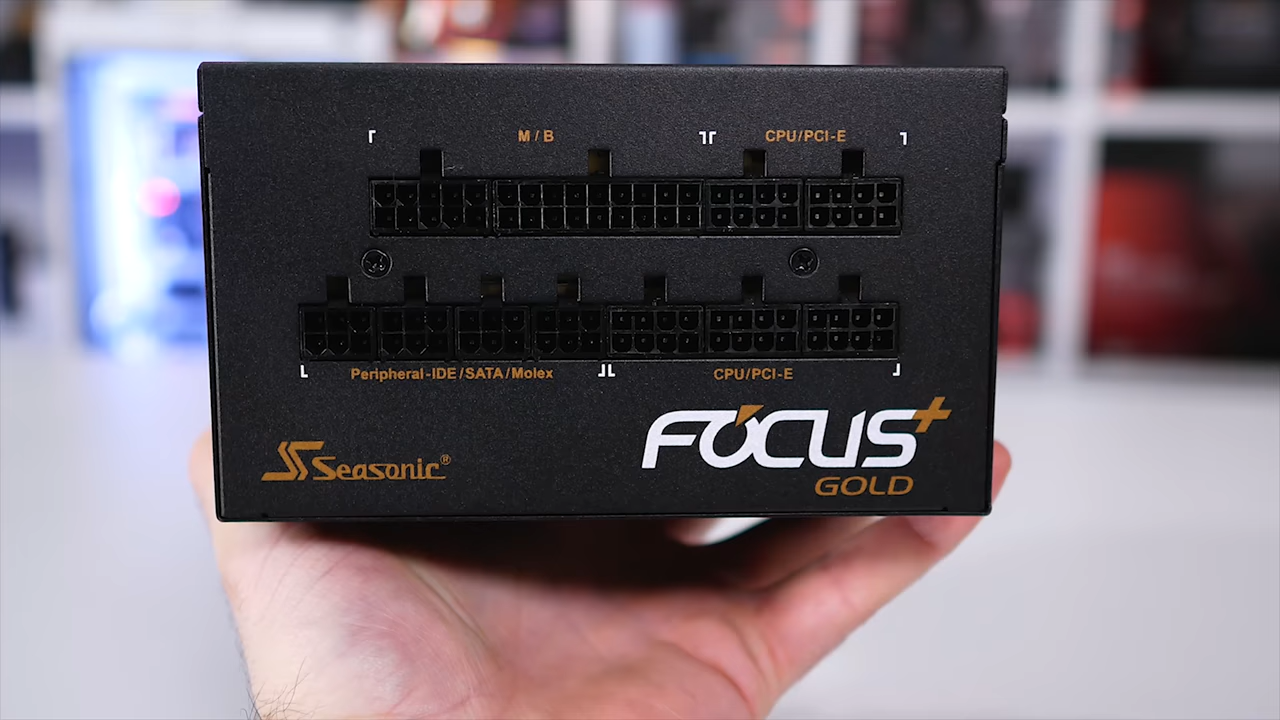 M / B
CPU/PCI-E
Peripheral-IDE/SATA/Molex
CPU/PCI-E
Seasonic®
FOCUS+
GOLD